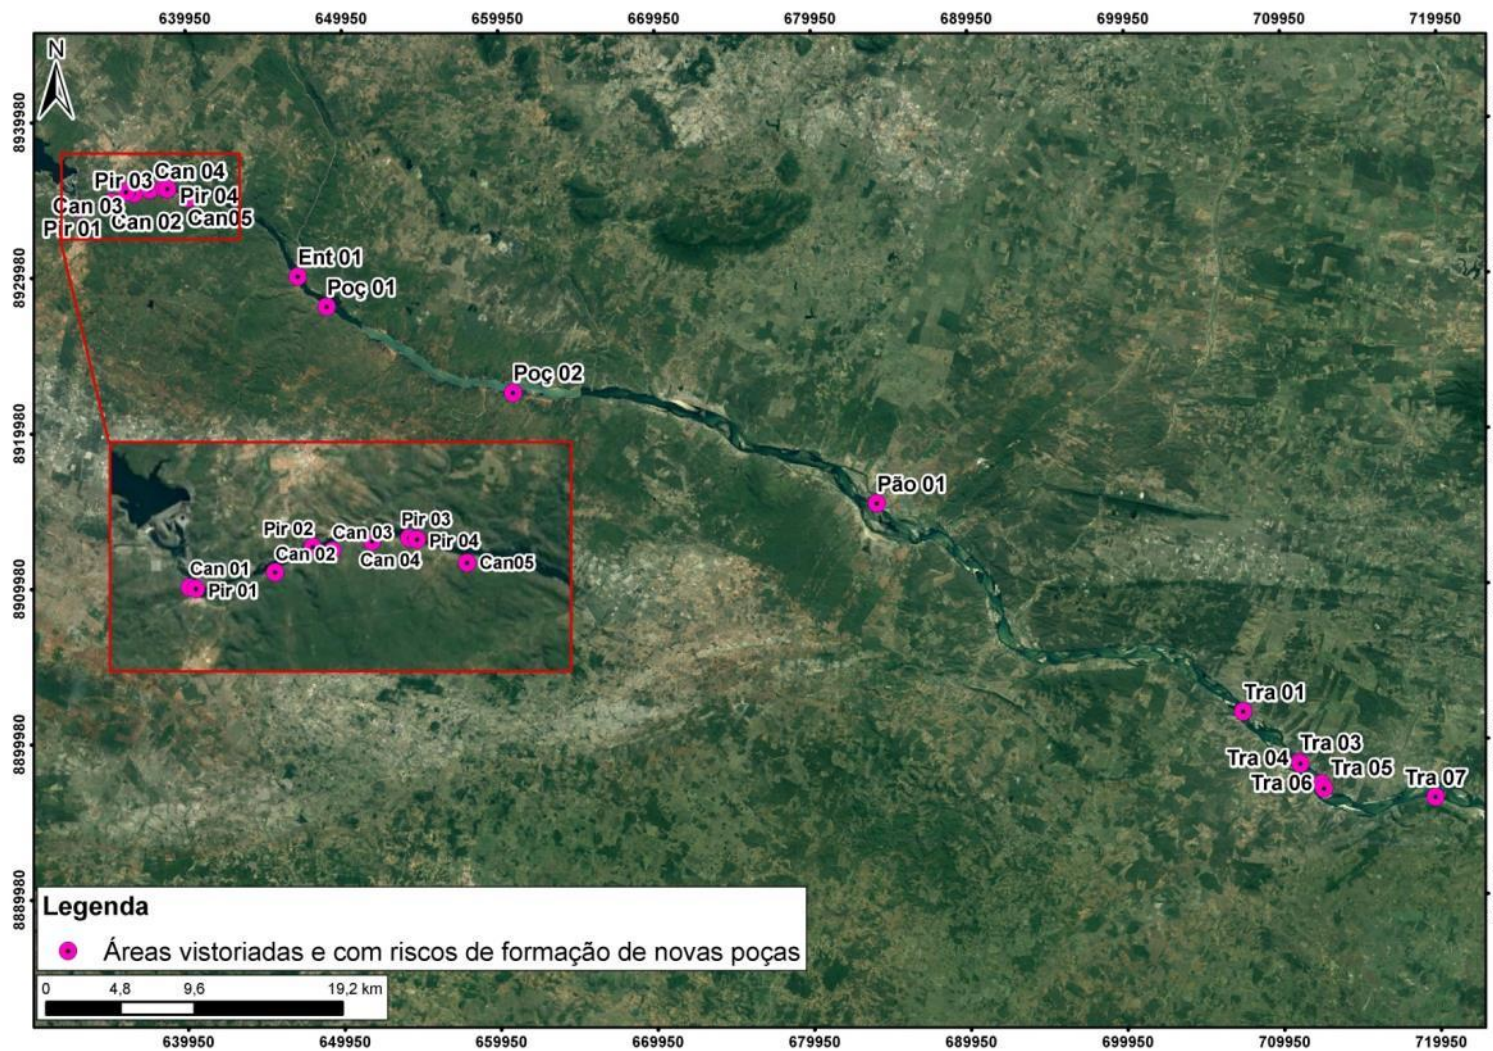 639950 649950 659950 669950 679950 689950 699950 709950 719950
N
8939980
Can 04
Pir 03
Pir 04
Can 03
Can 02
Can05
Pir 01
Ent 01
8929980
Poç 01
Poç 02
8919980
Pão 01
Pir 03
Pir 02
Can 03
Pir 04
Can 02
Can 04
Can05
Can 01
Pir 01
8909980
Tra 01
8899980
Tra 03
Tra 04
Tra 05
Tra 06
Tra 07
8889980
Legenda
Áreas vistoriadas e com riscos de formação de novas poças
0 4,8 9,6 19,2 km
639950 649950 659950 669950 679950 689950 699950 709950 719950